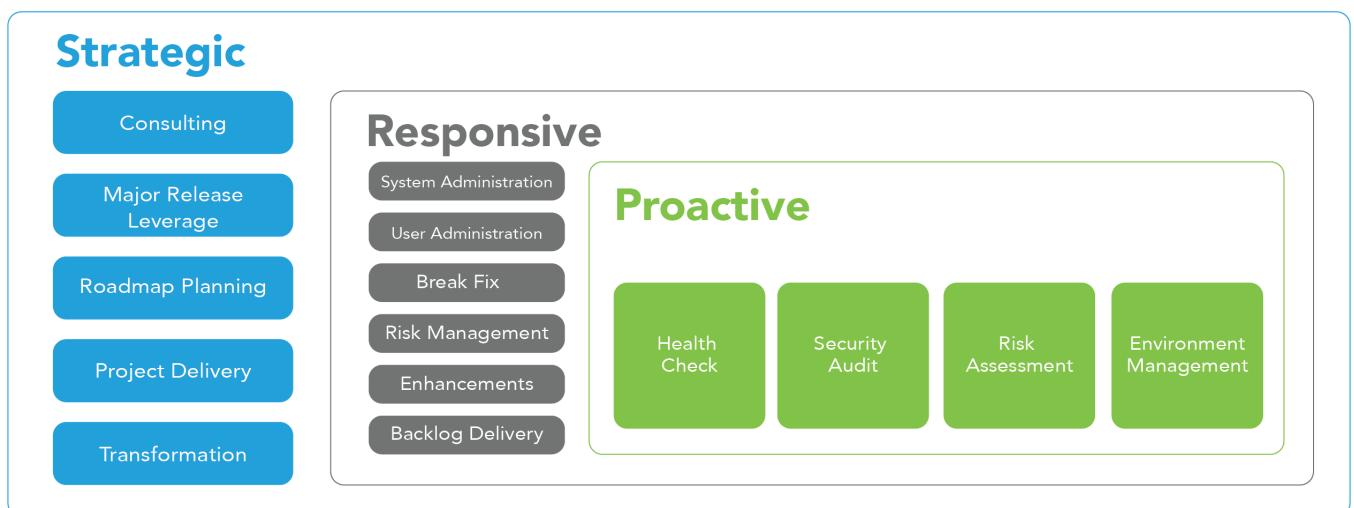 Strategic
Consulting
Major Release
Leverage
Roadmap Planning
Project Delivery
Transformation
Responsive
System Administration
User Administration
Break Fix
Risk Management
Enhancements
Backlog Delivery
Proactive
Health
Check
Security
Audit
Risk
Assessment
Environment
Management